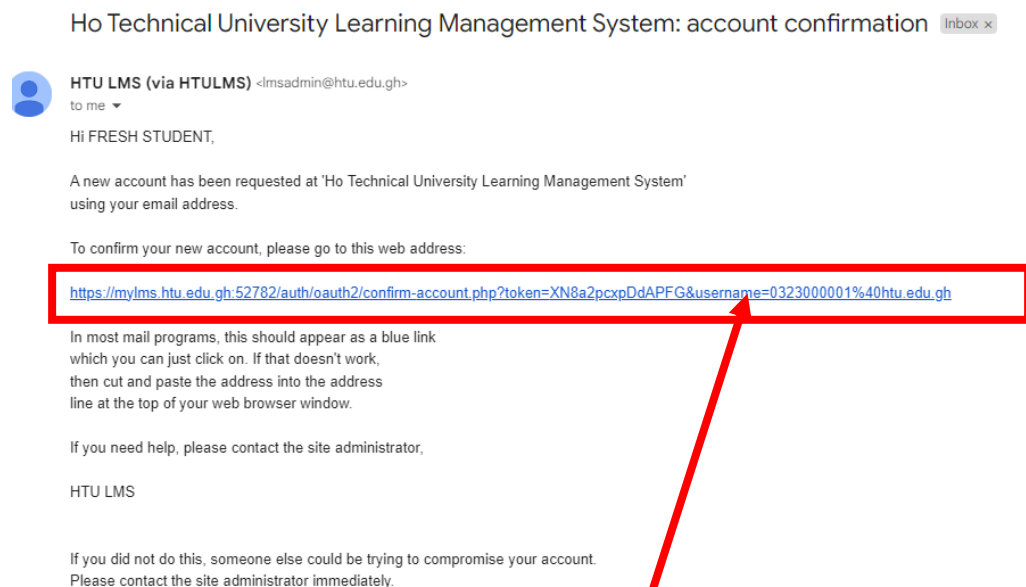 Ho Technical University Learning Management System: account confirmation Inbox ×
HTU LMS (via HTULMS) <lmsadmin@htu.edu.gh>
to me
Hi FRESH STUDENT,
A new account has been requested at 'Ho Technical University Learning Management System'
using your email address.
To confirm your new account, please go to this web address:
https://mylms.htu.edu.gh:52782/auth/oauth2/confirm-account.php?token=XN8a2pcxpDdAPFG&username=0323000001%40htu.edu.gh
In most mail programs, this should appear as a blue link
which you can just click on. If that doesn't work,
then cut and paste the address into the address
line at the top of your web browser window.
If you need help, please contact the site administrator,
HTU LMS
If you did not do this, someone else could be trying to compromise your account.
Please contact the site administrator immediately.